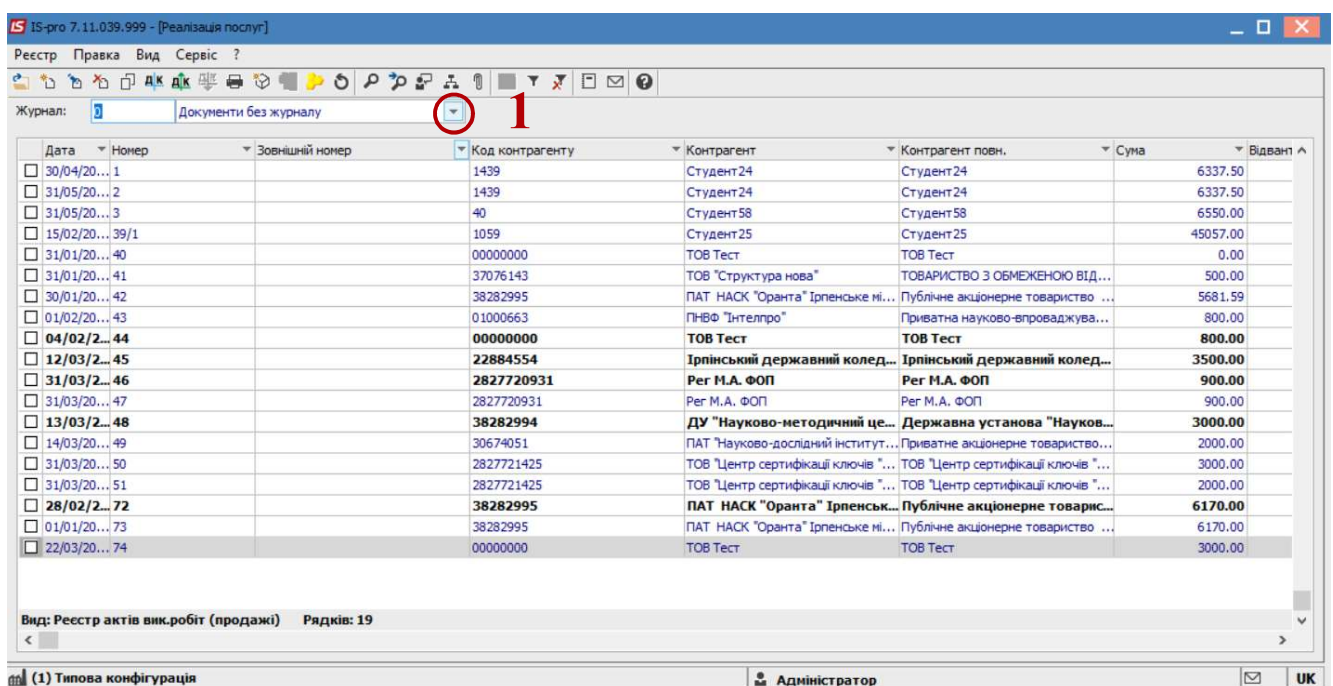 IS-pro 7.11.039.999 - [Реалізація послуг]
Реєстр Правка Вид Сервіс ?
Журнал: 0 Документи без журналу 1
Дата Номер Зовнішній номер Код контрагенту Контрагент Контрагент повн. Сума Відвант
30/04/20... 1 1439 Студент24 Студент24 6337.50
31/05/20... 2 1439 Студент24 Студент24 6337.50
31/05/20... 3 40 Студент58 Студент58 6550.00
15/02/20... 39/1 1059 Студент25 Студент25 45057.00
31/01/20... 40 00000000 ТОВ Тест ТОВ Тест 0.00
31/01/20... 41 37076143 ТОВ "Структура нова" ТОВАРИСТВО З ОБМЕЖЕНОЮ ВІД... 500.00
30/01/20... 42 38282995 ПАТ НАСК "Оранта" Ірпенське мі... Публічне акціонерне товариство ... 5681.59
01/02/20... 43 01000663 ПНВФ "Інтелпро" Приватна науково-впроваджува... 800.00
04/02/2... 44 00000000 ТОВ Тест ТОВ Тест 800.00
12/03/2... 45 22884554 Ірпінський державний колед... Ірпінський державний колед... 3500.00
31/03/2... 46 2827720931 Рег М.А. ФОП Рег М.А. ФОП 900.00
31/03/20... 47 2827720931 Рег М.А. ФОП Рег М.А. ФОП 900.00
13/03/2... 48 38282994 ДУ "Науково-методичний це... Державна установа "Науков... 3000.00
14/03/20... 49 30674051 ПАТ "Науково-дослідний інститут... Приватне акціонерне товариство... 2000.00
31/03/20... 50 2827721425 ТОВ "Центр сертифікації ключів "... ТОВ "Центр сертифікації ключів "... 3000.00
31/03/20... 51 2827721425 ТОВ "Центр сертифікації ключів "... ТОВ "Центр сертифікації ключів "... 2000.00
28/02/2... 72 38282995 ПАТ НАСК "Оранта" Ірпенськ... Публічне акціонерне товарис... 6170.00
01/01/20... 73 38282995 ПАТ НАСК "Оранта" Ірпенське мі... Публічне акціонерне товариство ... 6170.00
22/03/20... 74 00000000 ТОВ Тест ТОВ Тест 3000.00
Вид: Реєстр актів вик.робіт (продажі) Рядків: 19
(1) Типова конфігурація Адміністратор UK